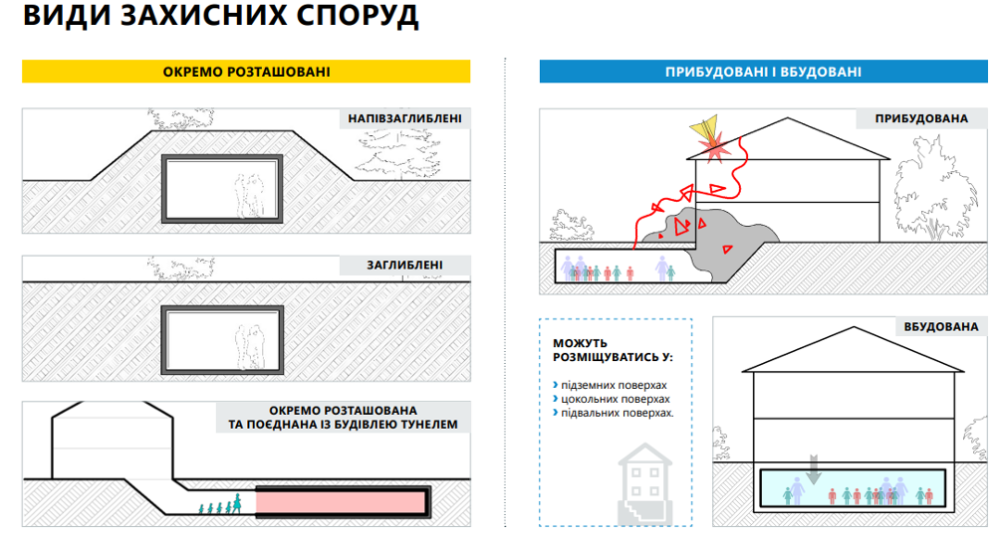 ВИДИ ЗАХИСНИХ СПОРУД
ОКРЕМО РОЗТАШОВАНІ
НАПІВЗАГЛИБЛЕНІ
ЗАГЛИБЛЕНІ
ОКРЕМО РОЗТАШОВАНА
ТА ПОЄДНАНА ІЗ БУДІВЛЕЮ ТУНЕЛЕМ
ПРИБУДОВАНІ І ВБУДОВАНІ
ПРИБУДОВАНА
МОЖУТЬ
РОЗМІЩУВАТИСЬ У:
› підземних поверхах
› цокольних поверхах
› підвальних поверхах.
ВБУДОВАНА